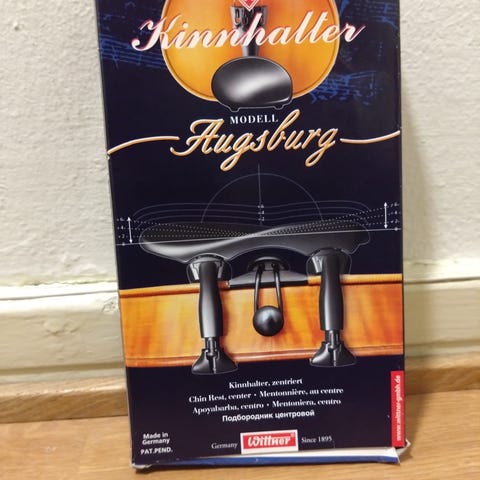 Kinnhalter
MODELL
Augsburg
Kinnhalter, zentriert
Chin Rest, center • Mentonnière, au centre
Apoyabarba, centro • Mentoniera, centro
Подбородник центровой
Made in
Germany
PAT.PEND.
Germany
Wittner
Since 1895
www.wittner-gmbh.de